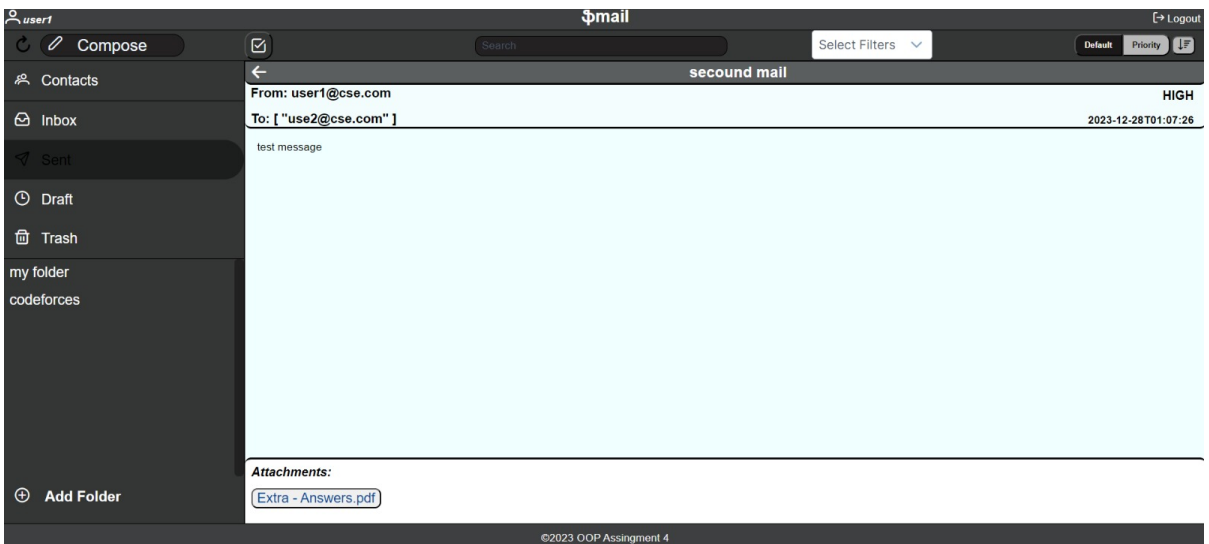 user1
ֆmail
Logout
Compose
Search
Select Filters
Default
Priority
Contacts
Inbox
Sent
Draft
Trash
my folder
codeforces
Add Folder
secound mail
From: user1@cse.com
HIGH
To: [ "use2@cse.com" ]
2023-12-28T01:07:26
test message
Attachments:
Extra - Answers.pdf
©2023 OOP Assingment 4